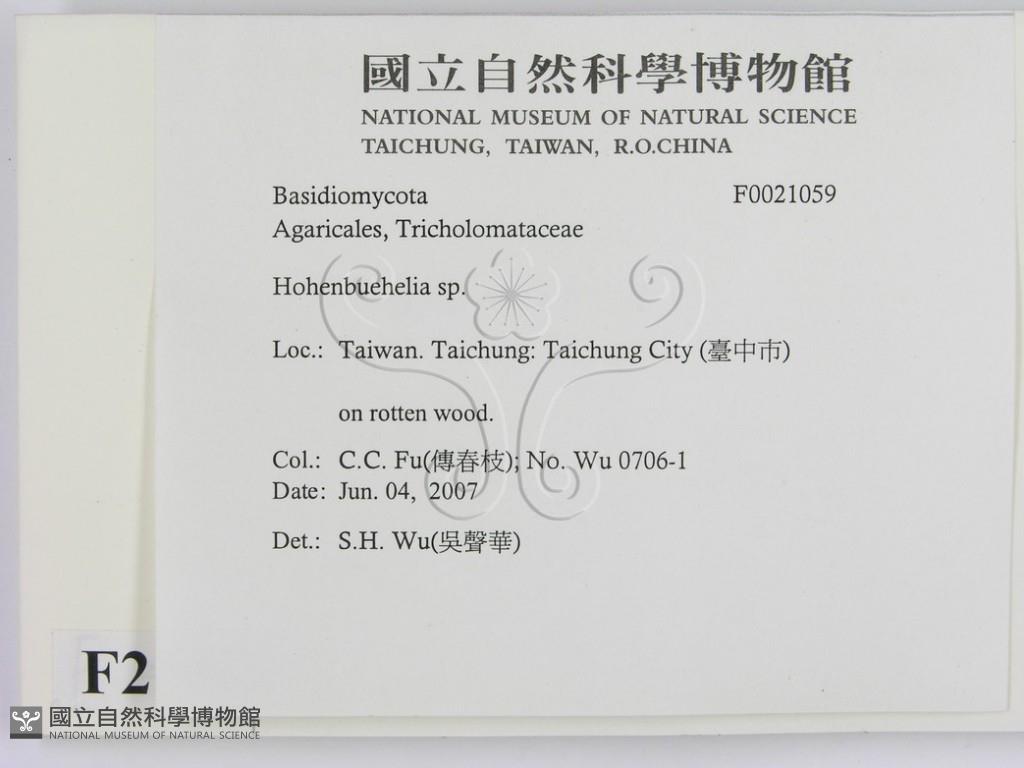 國立自然科學博物館
NATIONAL MUSEUM OF NATURAL SCIENCE
TAICHUNG, TAIWAN, R.O.CHINA
Basidiomycota F0021059
Agaricales, Tricholomataceae
Hohenbuehelia sp.
Loc.: Taiwan. Taichung: Taichung City (臺中市)
on rotten wood.
Col.: C.C. Fu(傅春枝); No. Wu 0706-1
Date: Jun. 04, 2007
Det.: S.H. Wu(吳聲華)
F2
國立自然科學博物館
NATIONAL MUSEUM OF NATURAL SCIENCE